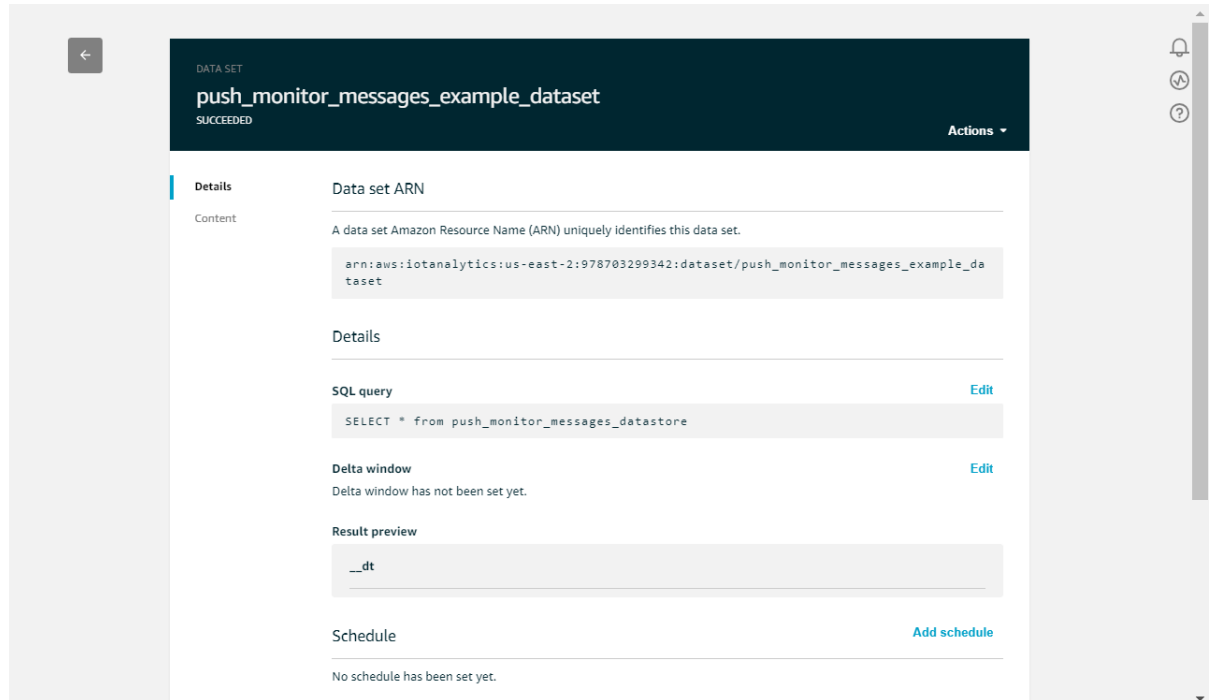 DATA SET
push_monitor_messages_example_dataset
SUCCEEDED
Actions
Details
Content
Data set ARN
A data set Amazon Resource Name (ARN) uniquely identifies this data set.
arn:aws:iotanalytics:us-east-2:978703299342:dataset/push_monitor_messages_example_da
taset
Details
SQL query
Edit
SELECT * from push_monitor_messages_datastore
Delta window
Edit
Delta window has not been set yet.
Result preview
__dt
Schedule
Add schedule
No schedule has been set yet.